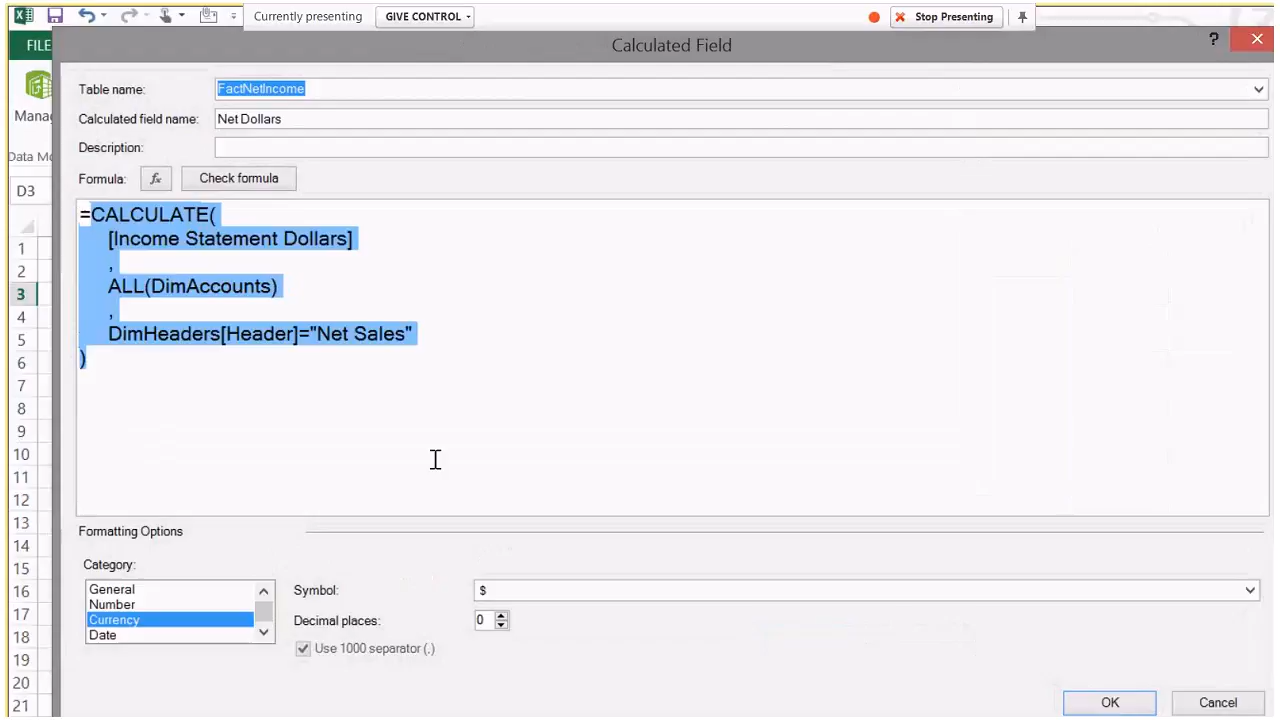 Currently presenting
GIVE CONTROL
Stop Presenting
FILE
Calculated Field
?
Table name:
FactNetIncome
Calculated field name:
Net Dollars
Description:
Formula:
fx
Check formula
Data Mo
D3
=CALCULATE(
[Income Statement Dollars]
,
ALL(DimAccounts)
,
DimHeaders[Header]="Net Sales"
)
1
2
3
4
5
6
7
8
9
10
11
12
13
14
15
16
17
18
19
20
21
Formatting Options
Category:
General
Number
Currency
Date
Symbol:
$
Decimal places:
0
Use 1000 separator (.)
OK
Cancel